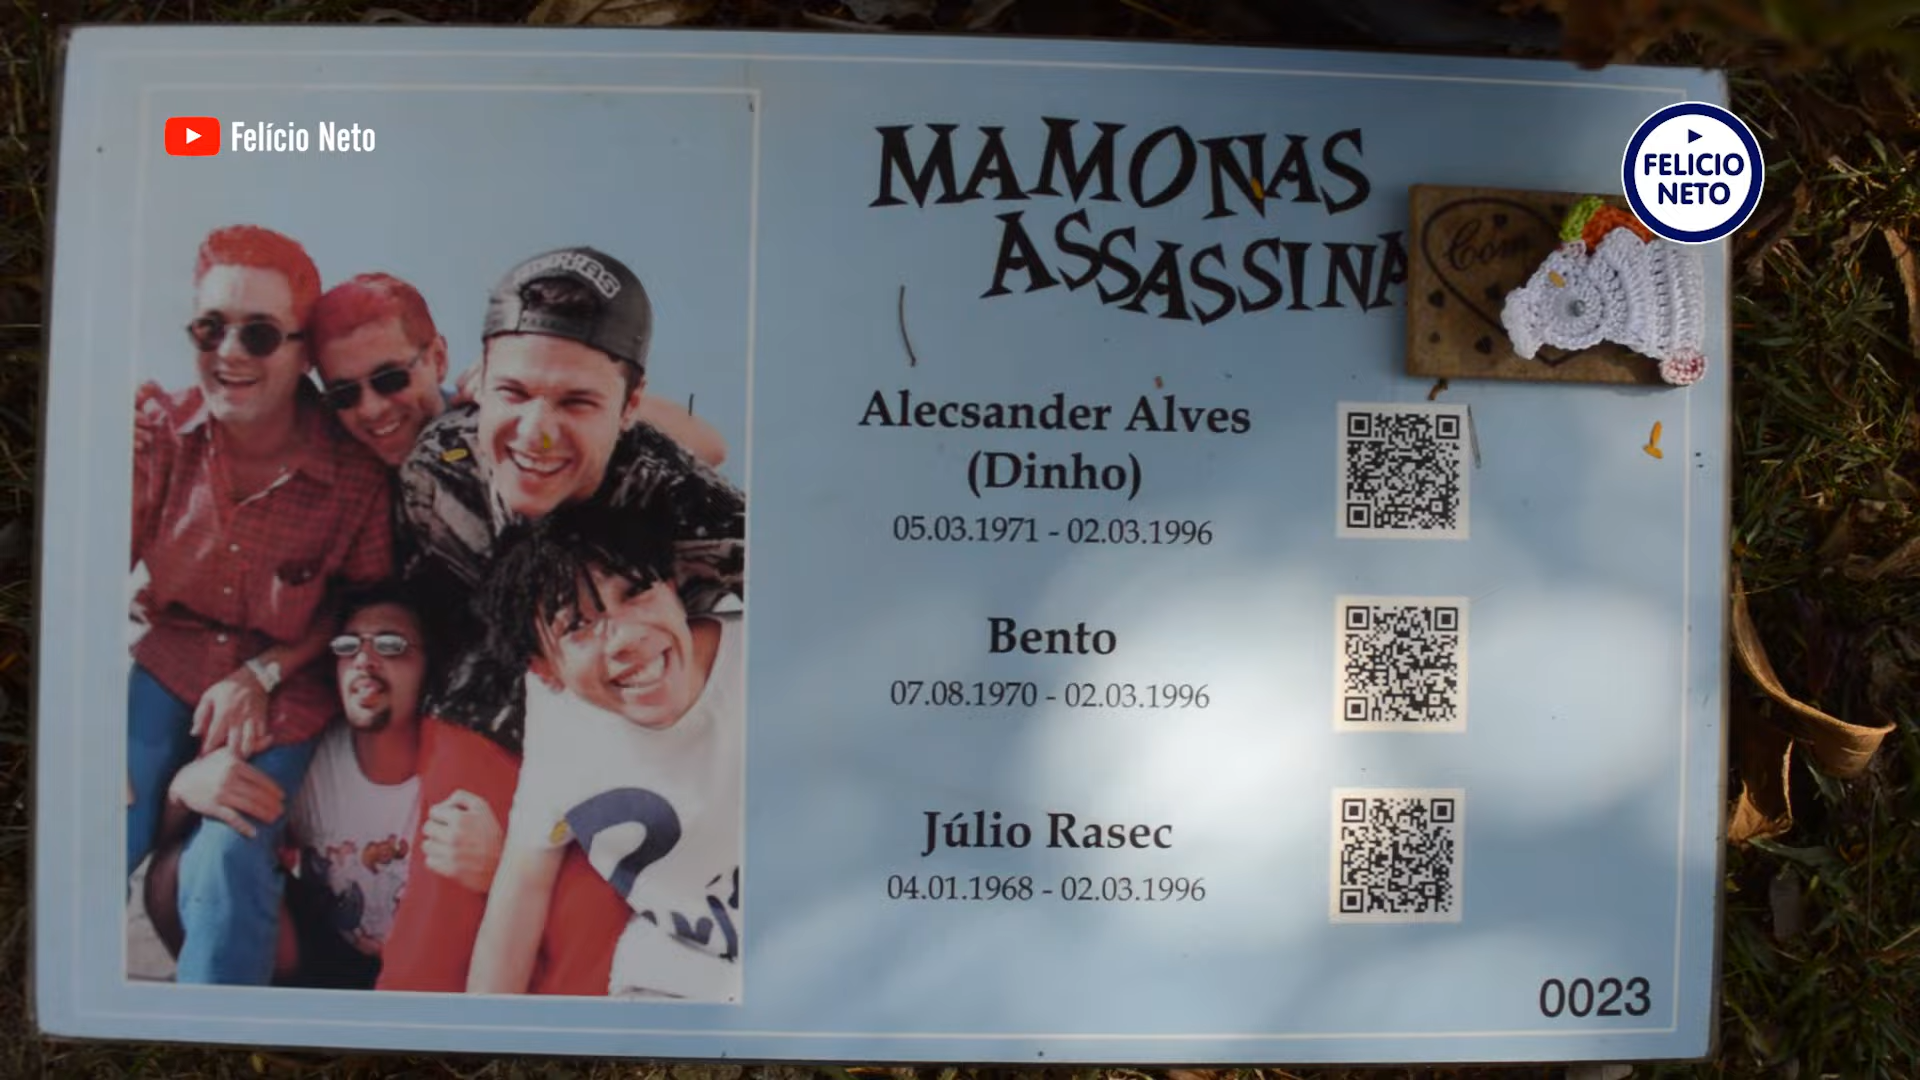 Felício Neto
FELICIO
NETO
MAMONAS
ASSASSINA
Com
Alecsander Alves
(Dinho)
05.03.1971 - 02.03.1996
Bento
07.08.1970 - 02.03.1996
Júlio Rasec
04.01.1968 - 02.03.1996
0023